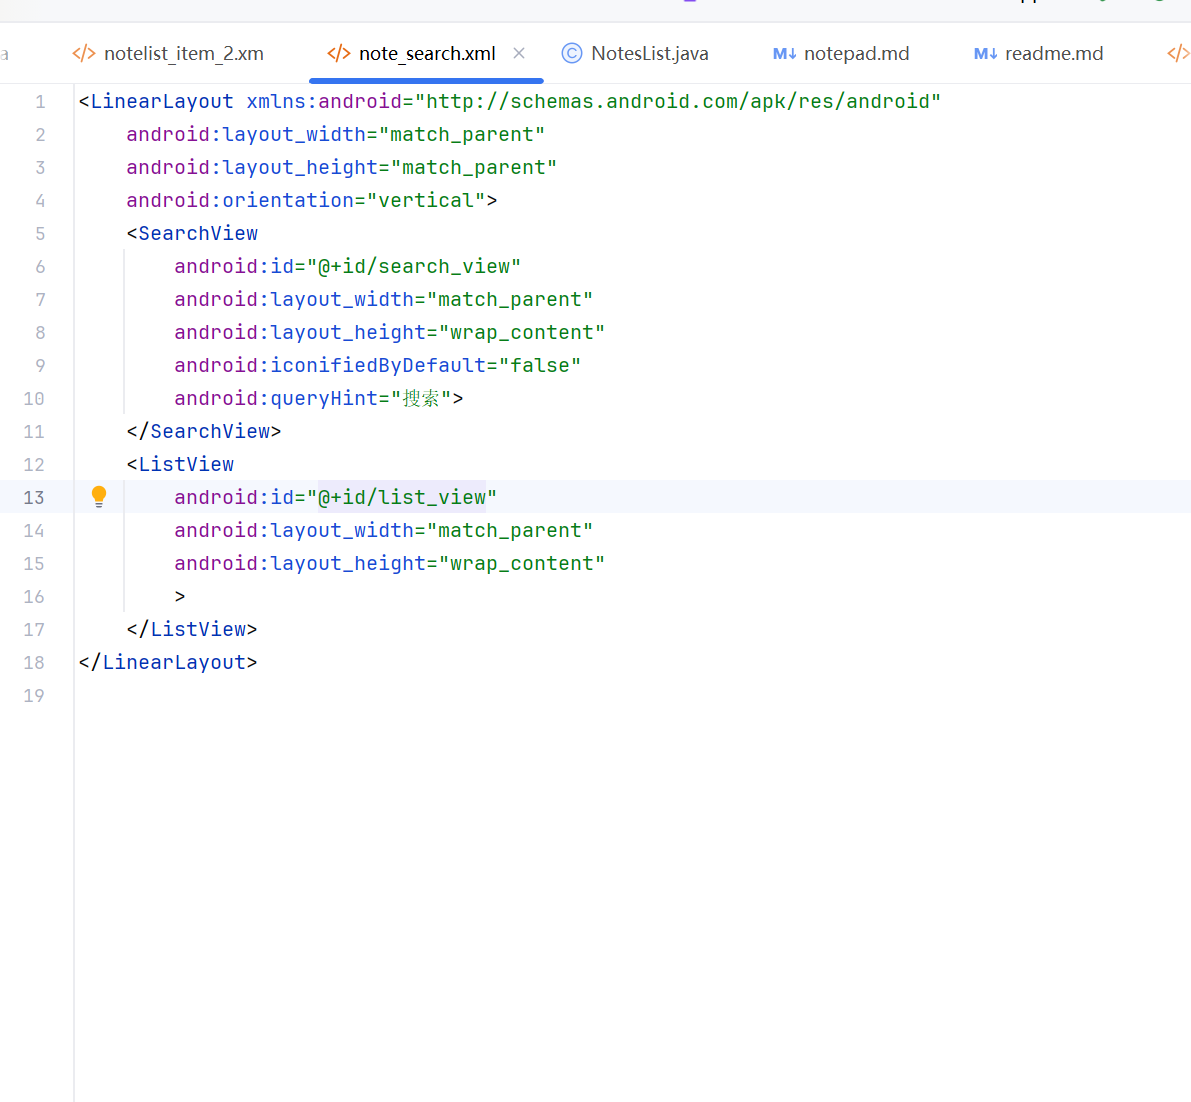 notelist_item_2.xm note_search.xml NotesList.java M↓ notepad.md M↓ readme.md
1 <LinearLayout xmlns:android="http://schemas.android.com/apk/res/android"
2 android:layout_width="match_parent"
3 android:layout_height="match_parent"
4 android:orientation="vertical">
5 <SearchView
6 android:id="@+id/search_view"
7 android:layout_width="match_parent"
8 android:layout_height="wrap_content"
9 android:iconifiedByDefault="false"
10 android:queryHint="搜索">
11 </SearchView>
12 <ListView
13 android:id="@+id/list_view"
14 android:layout_width="match_parent"
15 android:layout_height="wrap_content"
16 >
17 </ListView>
18 </LinearLayout>
19